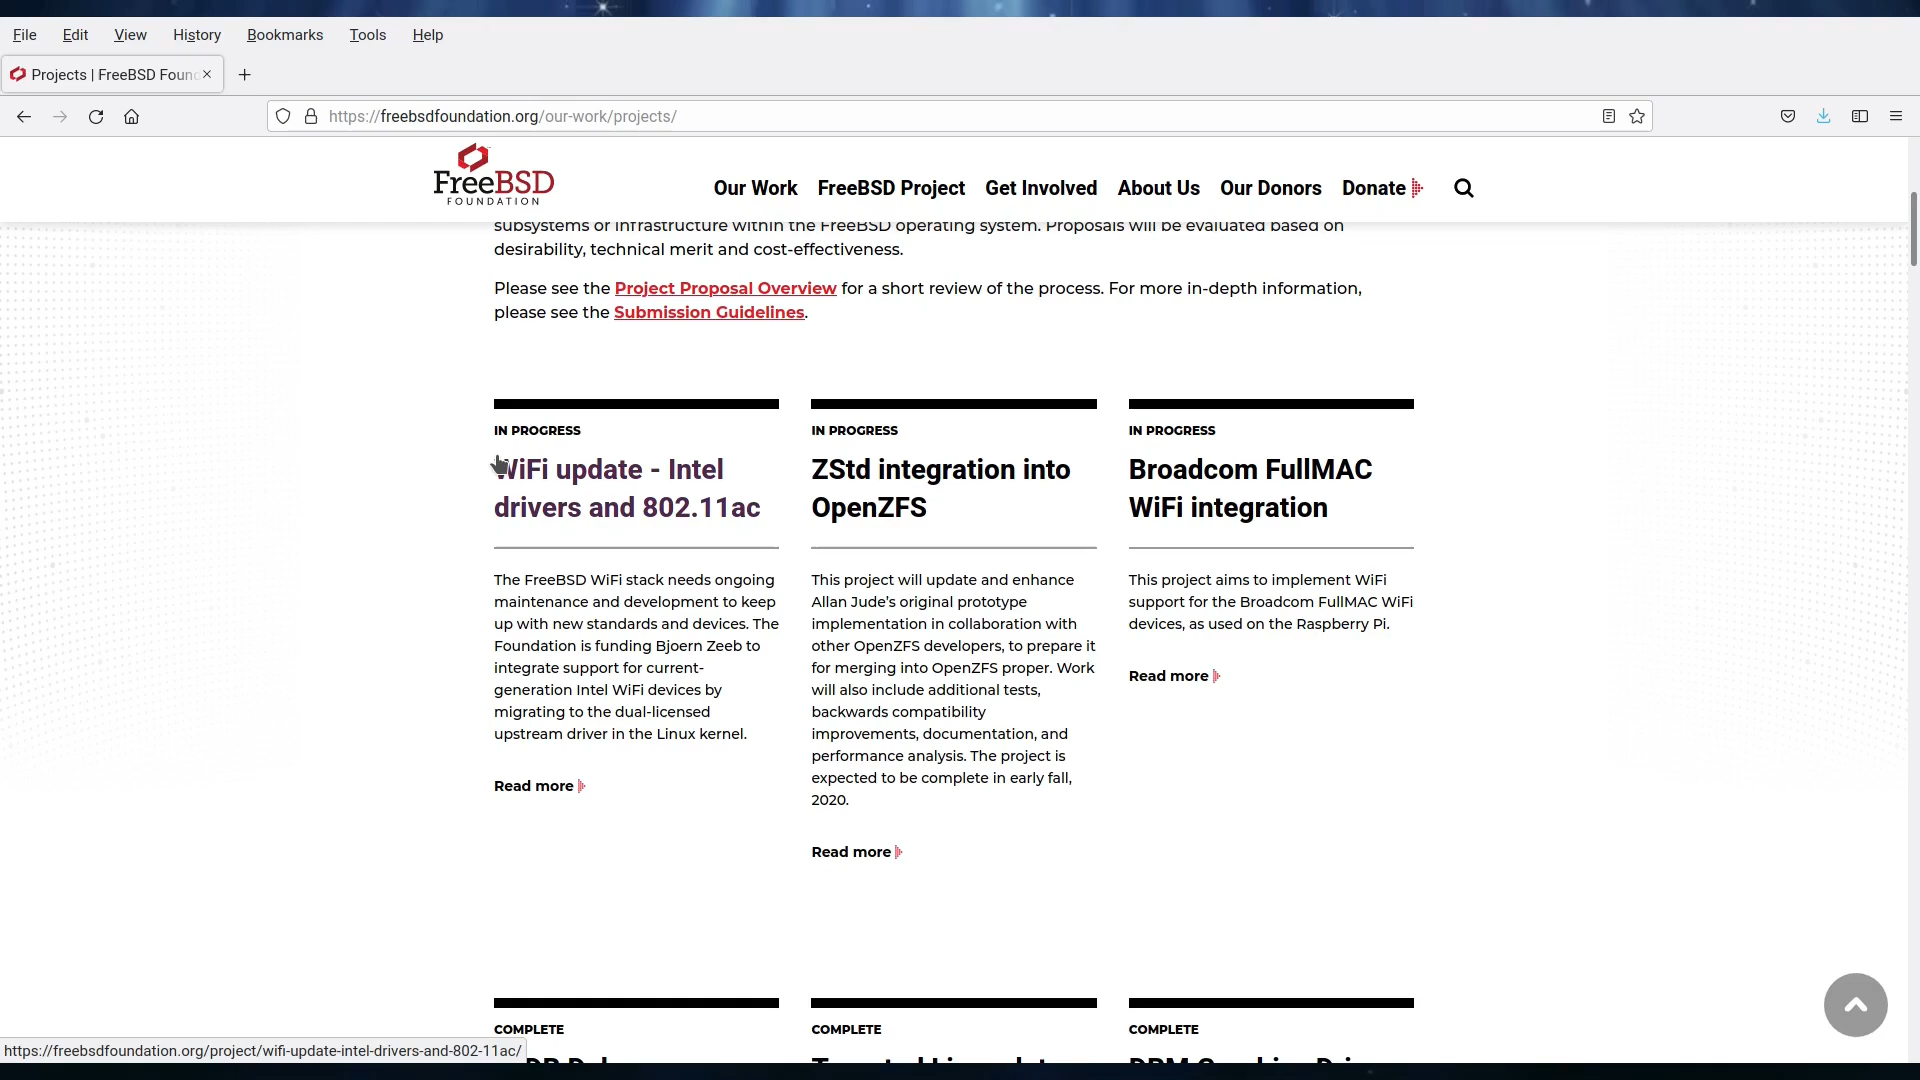 File Edit View History Bookmarks Tools Help
Projects | FreeBSD Foun
https://freebsdfoundation.org/our-work/projects/
FreeBSD
FOUNDATION
Our Work FreeBSD Project Get Involved About Us Our Donors Donate
subsystems or infrastructure within the FreeBSD operating system. Proposals will be evaluated based on
desirability, technical merit and cost-effectiveness.
Please see the Project Proposal Overview for a short review of the process. For more in-depth information,
please see the Submission Guidelines.
IN PROGRESS
WiFi update - Intel
drivers and 802.11ac
The FreeBSD WiFi stack needs ongoing
maintenance and development to keep
up with new standards and devices. The
Foundation is funding Bjoern Zeeb to
integrate support for current-
generation Intel WiFi devices by
migrating to the dual-licensed
upstream driver in the Linux kernel.
Read more
IN PROGRESS
ZStd integration into
OpenZFS
This project will update and enhance
Allan Jude's original prototype
implementation in collaboration with
other OpenZFS developers, to prepare it
for merging into OpenZFS proper. Work
will also include additional tests,
backwards compatibility
improvements, documentation, and
performance analysis. The project is
expected to be complete in early fall,
2020.
Read more
IN PROGRESS
Broadcom FullMAC
WiFi integration
This project aims to implement WiFi
support for the Broadcom FullMAC WiFi
devices, as used on the Raspberry Pi.
Read more
COMPLETE
COMPLETE
COMPLETE
https://freebsdfoundation.org/project/wifi-update-intel-drivers-and-802-11ac/